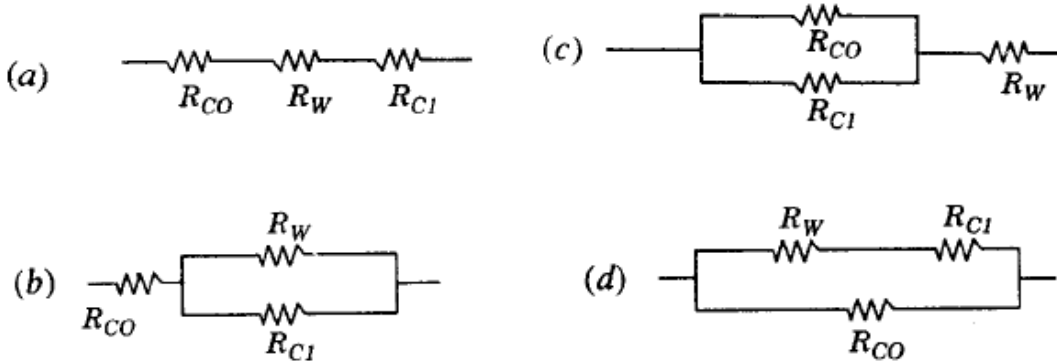 (a) R_CO R_W R_C1
(b) R_CO R_W R_C1
(c) R_CO R_C1 R_W
(d) R_W R_C1 R_CO